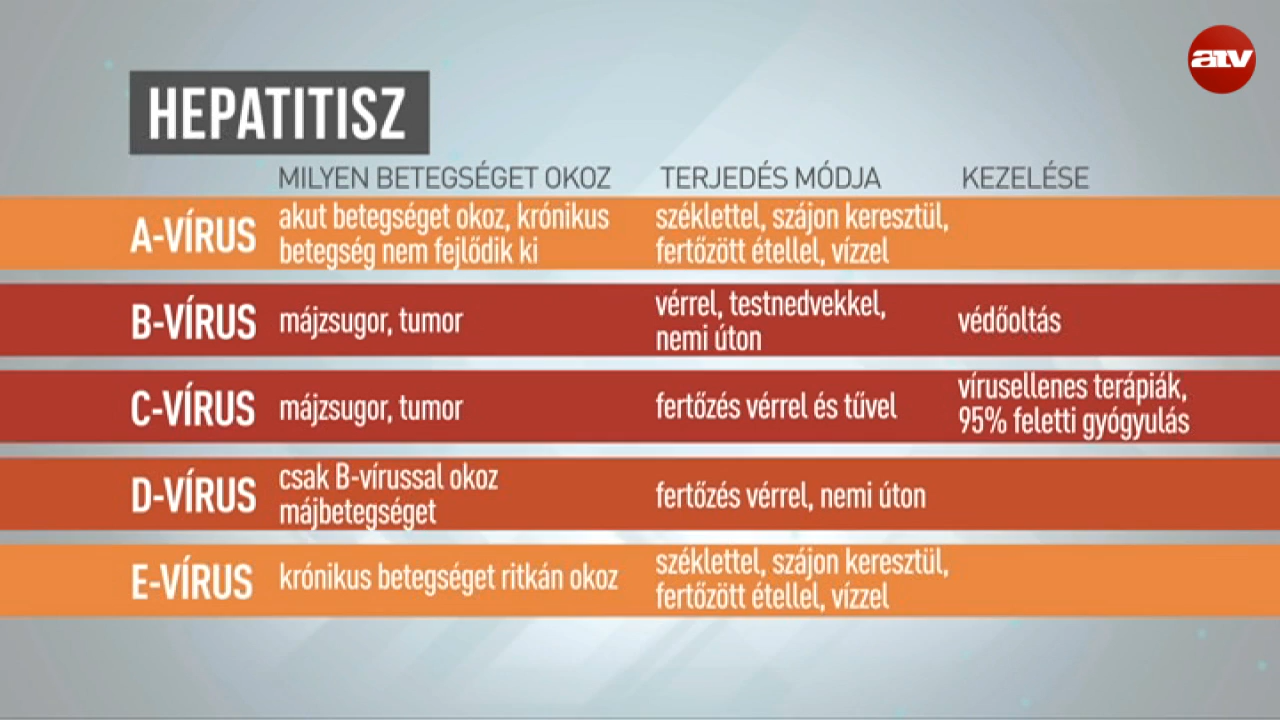 atv
HEPATITISZ
MILYEN BETEGSÉGET OKOZ
TERJEDÉS MÓDJA
KEZELÉSE
A-VÍRUS
akut betegséget okoz, krónikus
betegség nem fejlődik ki
széklettel, szájon keresztül,
fertőzött étellel, vízzel
B-VÍRUS
májzsugor, tumor
vérrel, testnedvekkel,
nemi úton
védőoltás
C-VÍRUS
májzsugor, tumor
fertőzés vérrel és tűvel
vírusellenes terápiák,
95% feletti gyógyulás
D-VÍRUS
csak B-vírussal okoz
májbetegséget
fertőzés vérrel, nemi úton
E-VÍRUS
krónikus betegséget ritkán okoz
széklettel, szájon keresztül,
fertőzött étellel, vízzel